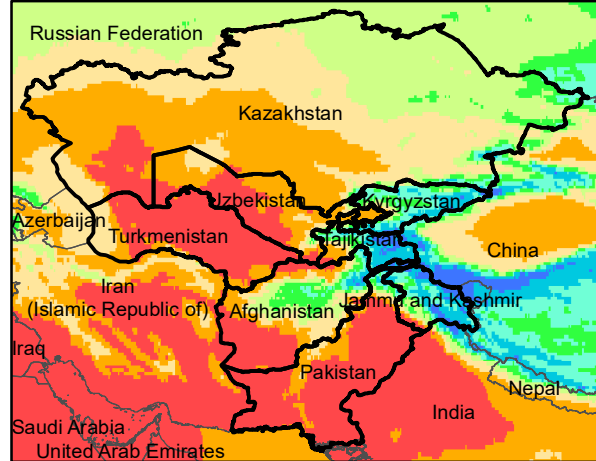 Russian Federation
Kazakhstan
Uzbekistan
Kyrgyzstan
Azerbaijan
Turkmenistan
Tajikistan
China
Iran
(Islamic Republic of)
Afghanistan
Jammu and Kashmir
Iraq
Pakistan
Nepal
India
Saudi Arabia
United Arab Emirates